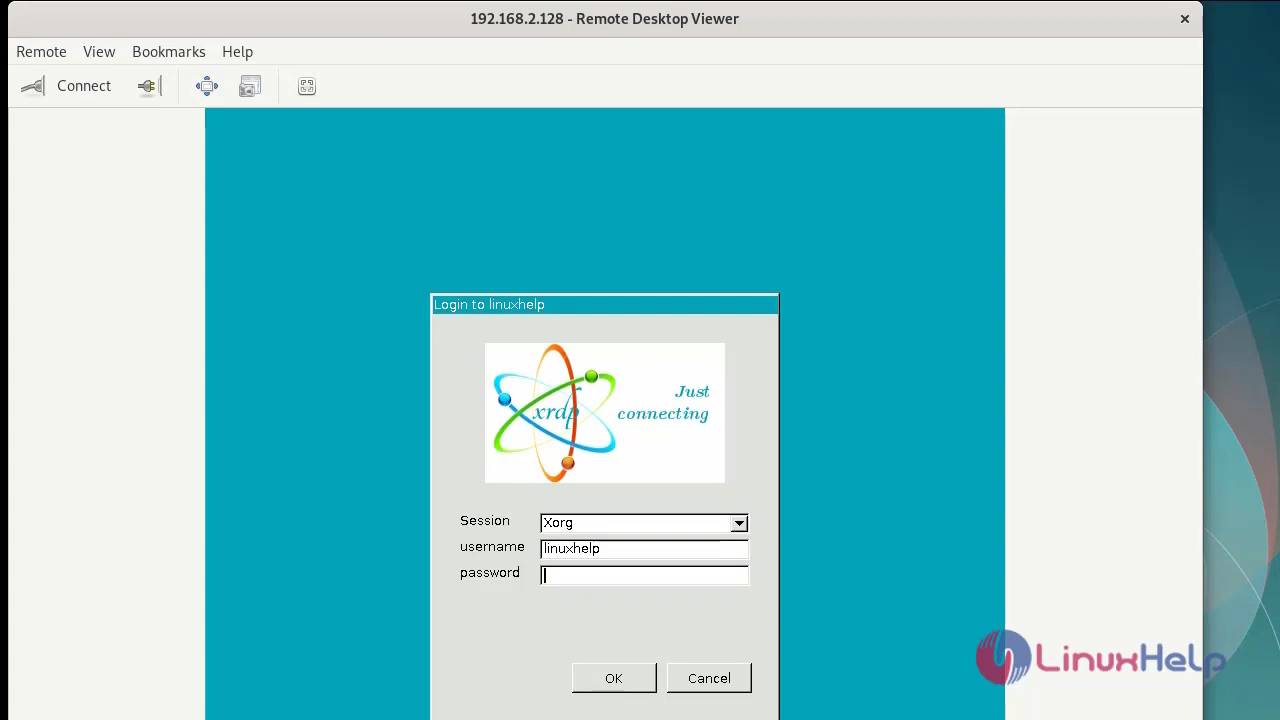 192.168.2.128 - Remote Desktop Viewer
Remote View Bookmarks Help
Connect
Login to linuxhelp
xrdp
Just
connecting
Session Xorg
username linuxhelp
password
OK Cancel
LinuxHelp